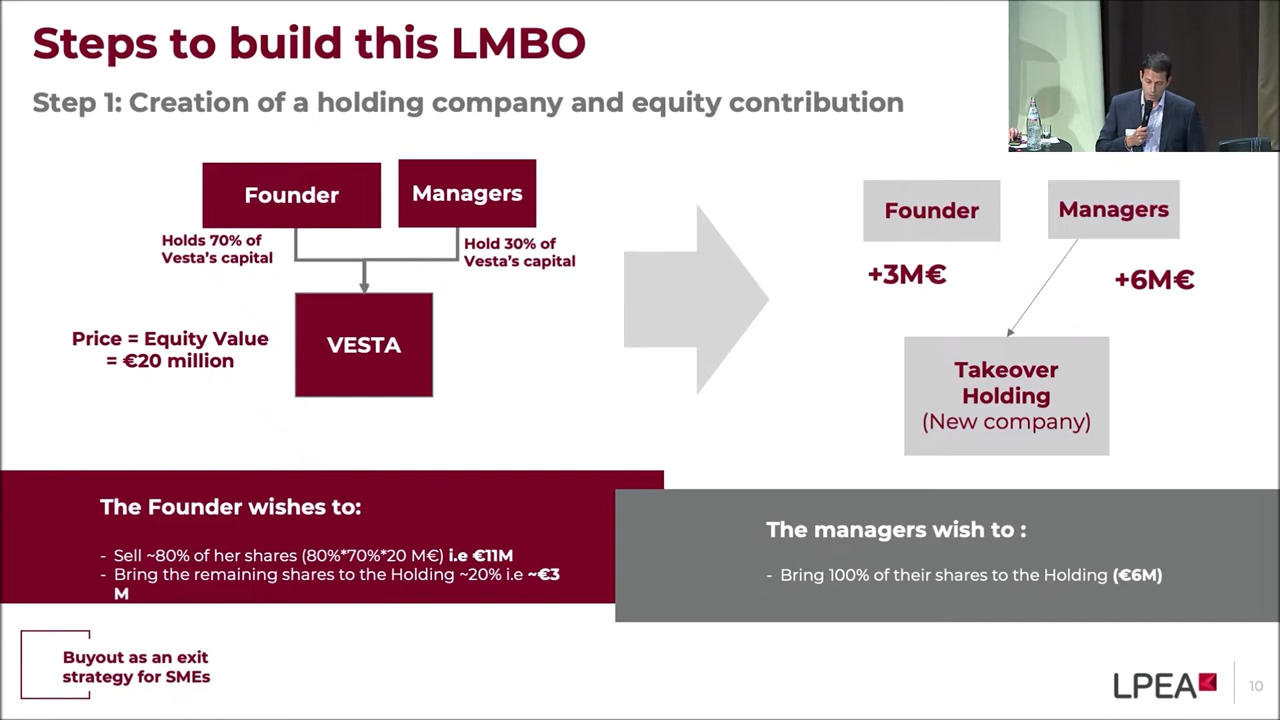 Steps to build this LMBO
Step 1: Creation of a holding company and equity contribution
Founder
Managers
Holds 70% of
Vesta's capital
Hold 30% of
Vesta's capital
Price = Equity Value
= €20 million
VESTA
Founder
Managers
+3M€
+6M€
Takeover
Holding
(New company)
The Founder wishes to:
- Sell ~80% of her shares (80%*70%*20 M€) i.e €11M
- Bring the remaining shares to the Holding ~20% i.e ~€3
M
The managers wish to :
- Bring 100% of their shares to the Holding (€6M)
Buyout as an exit
strategy for SMEs
LPEA
10